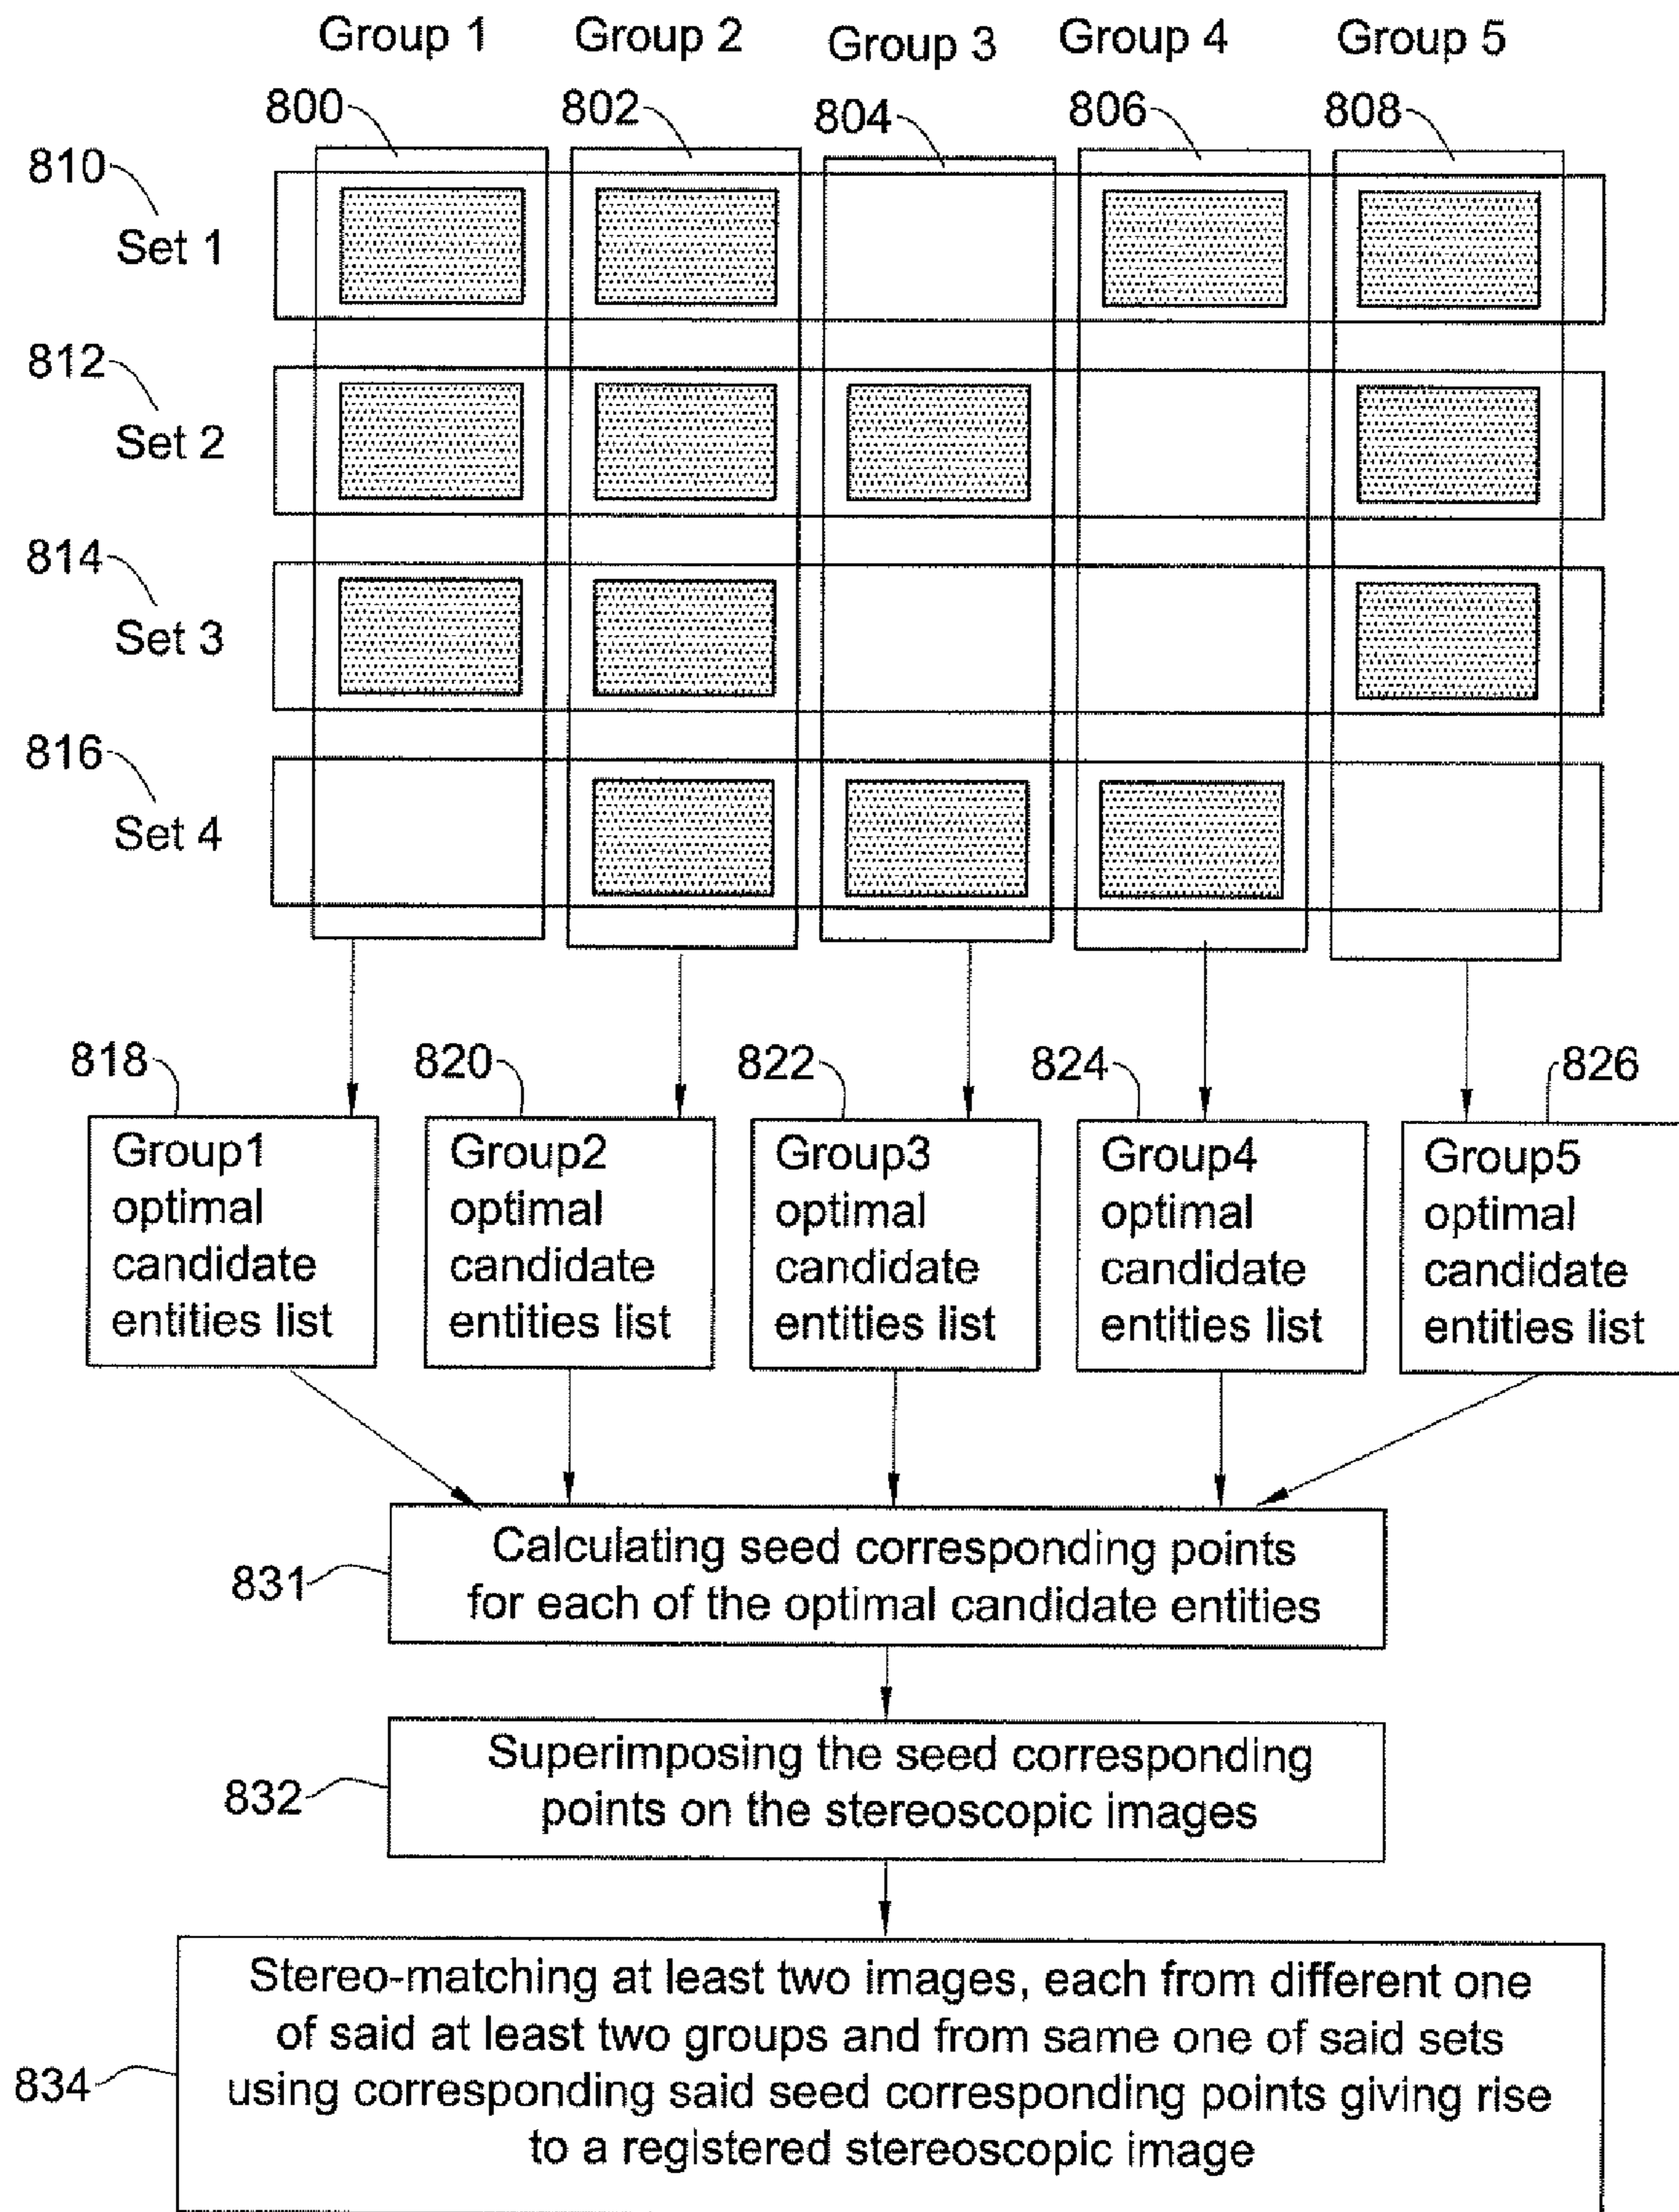 Group 1 Group 2 Group 3 Group 4 Group 5
800 802 804 806 808
810
Set 1
812
Set 2
814
Set 3
816
Set 4
818 820 822 824 826
Group1
optimal
candidate
entities list
Group2
optimal
candidate
entities list
Group3
optimal
candidate
entities list
Group4
optimal
candidate
entities list
Group5
optimal
candidate
entities list
831
Calculating seed corresponding points
for each of the optimal candidate entities
832
Superimposing the seed corresponding
points on the stereoscopic images
834
Stereo-matching at least two images, each from different one
of said at least two groups and from same one of said sets
using corresponding said seed corresponding points giving rise
to a registered stereoscopic image